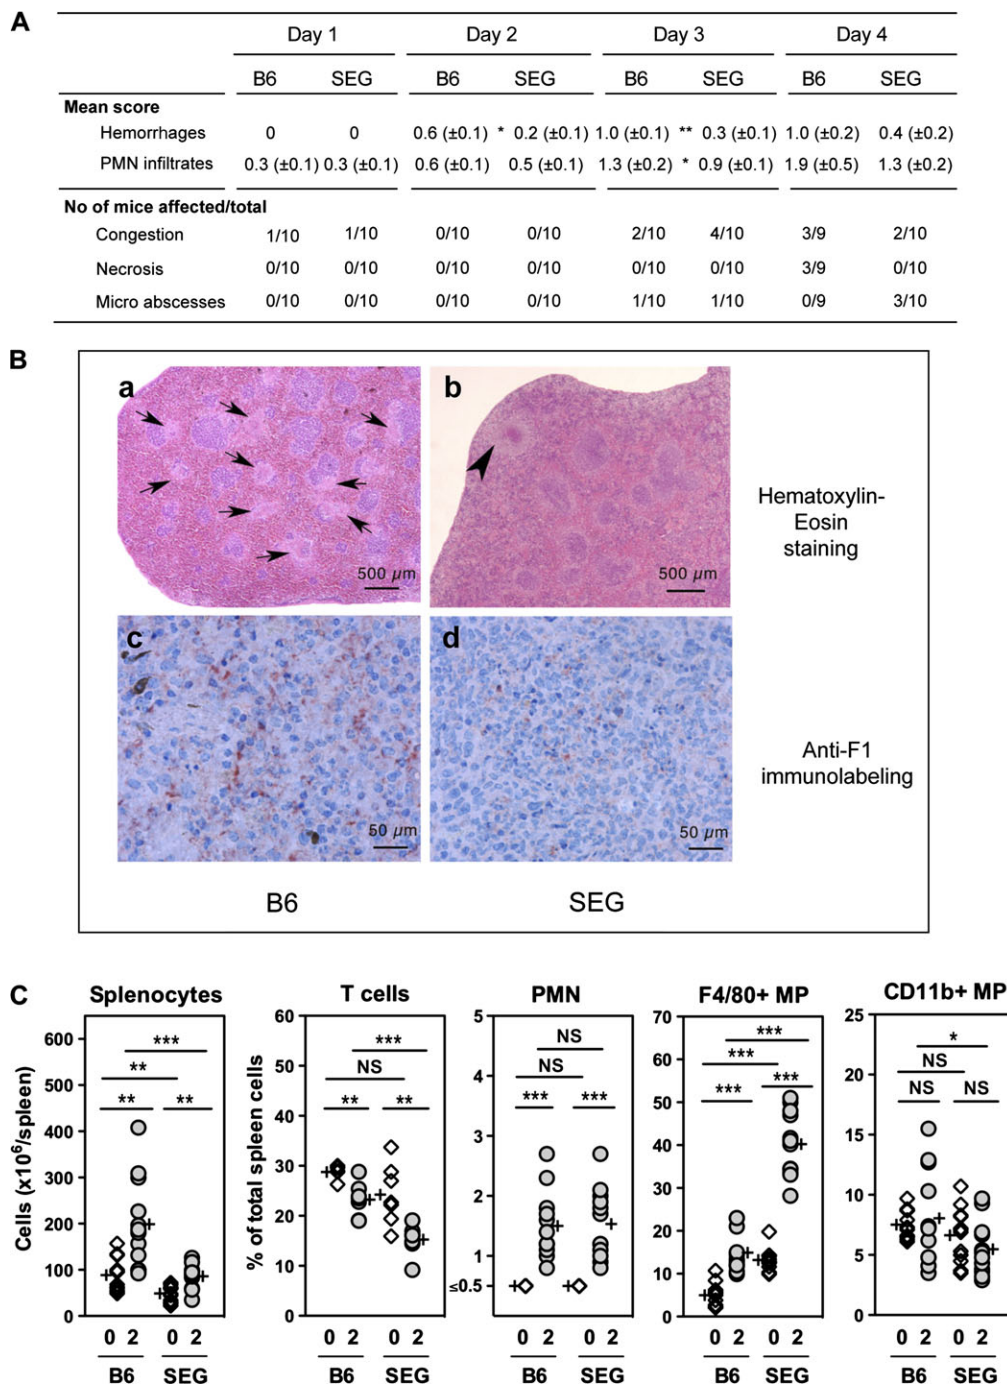 A
Day 1 Day 2 Day 3 Day 4
B6 SEG B6 SEG B6 SEG B6 SEG
Mean score
Hemorrhages 0 0 0.6 (±0.1) * 0.2 (±0.1) 1.0 (±0.1) ** 0.3 (±0.1) 1.0 (±0.2) 0.4 (±0.2)
PMN infiltrates 0.3 (±0.1) 0.3 (±0.1) 0.6 (±0.1) 0.5 (±0.1) 1.3 (±0.2) * 0.9 (±0.1) 1.9 (±0.5) 1.3 (±0.2)
No of mice affected/total
Congestion 1/10 1/10 0/10 0/10 2/10 4/10 3/9 2/10
Necrosis 0/10 0/10 0/10 0/10 0/10 0/10 3/9 0/10
Micro abscesses 0/10 0/10 0/10 0/10 1/10 1/10 0/9 3/10
B
a b
500 µm 500 µm
Hematoxylin-
Eosin
staining
c d
50 µm 50 µm
Anti-F1
immunolabeling
B6 SEG
C
Splenocytes
Cells (x10⁶/spleen)
600
500
400
300
200
100
0
***
**
** **
0 2 0 2
B6 SEG
T cells
% of total spleen cells
60
50
40
30
20
10
0
***
NS
** **
0 2 0 2
B6 SEG
PMN
5
4
3
2
1
≤0.5
NS
NS
*** ***
0 2 0 2
B6 SEG
F4/80+ MP
70
60
50
40
30
20
10
0
***
***
*** ***
0 2 0 2
B6 SEG
CD11b+ MP
25
20
15
10
5
0
*
NS
NS NS
0 2 0 2
B6 SEG